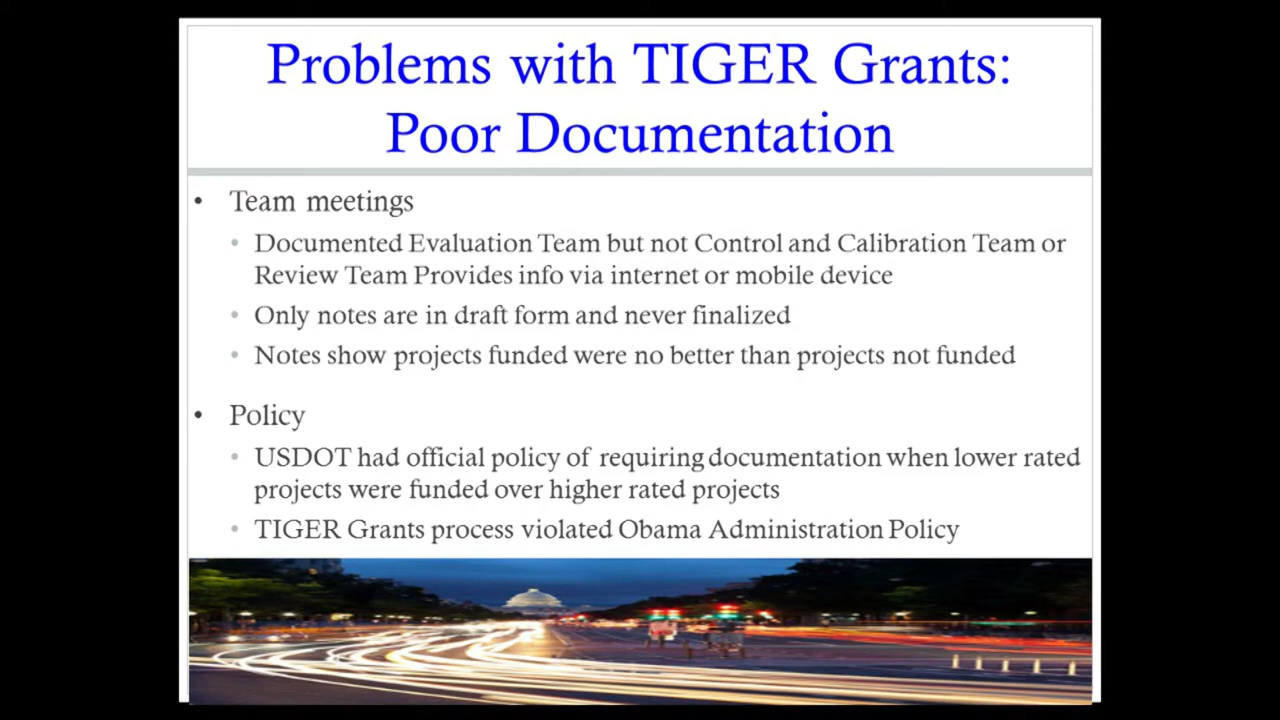 Problems with TIGER Grants:
Poor Documentation
• Team meetings
• Documented Evaluation Team but not Control and Calibration Team or
Review Team Provides info via internet or mobile device
• Only notes are in draft form and never finalized
• Notes show projects funded were no better than projects not funded
• Policy
• USDOT had official policy of requiring documentation when lower rated
projects were funded over higher rated projects
• TIGER Grants process violated Obama Administration Policy